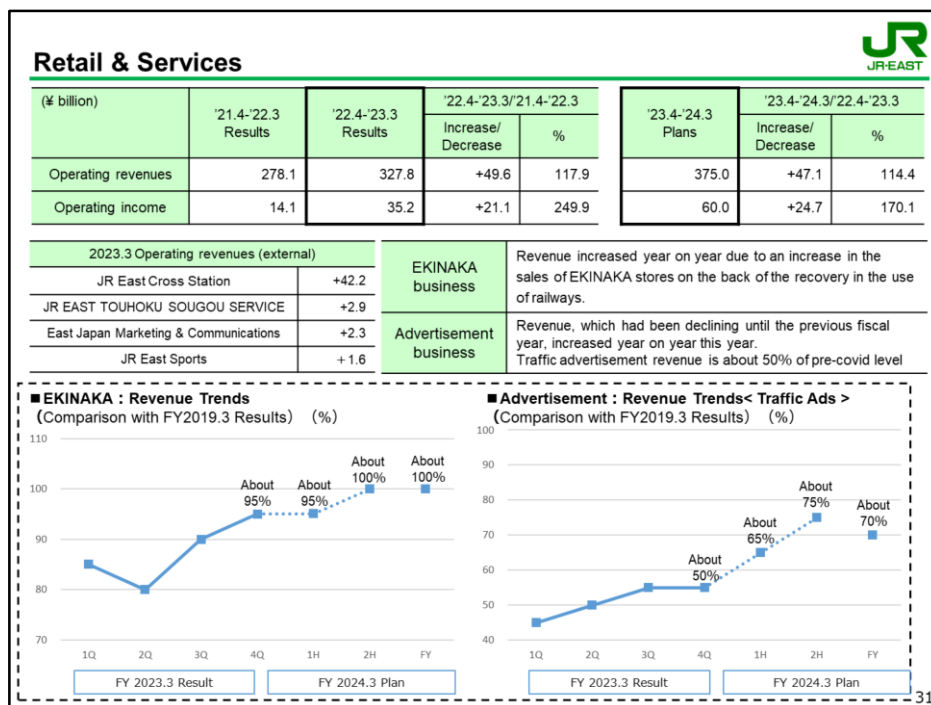 Retail & Services
JR
JR-EAST
(¥ billion)
'21.4-'22.3 Results
'22.4-'23.3 Results
'22.4-'23.3/'21.4-'22.3
Increase/Decrease
%
'23.4-'24.3 Plans
'23.4-'24.3/'22.4-'23.3
Increase/Decrease
%
Operating revenues 278.1 327.8 +49.6 117.9 375.0 +47.1 114.4
Operating income 14.1 35.2 +21.1 249.9 60.0 +24.7 170.1
2023.3 Operating revenues (external)
JR East Cross Station +42.2
JR EAST TOUHOKU SOUGOU SERVICE +2.9
East Japan Marketing & Communications +2.3
JR East Sports +1.6
EKINAKA business
Revenue increased year on year due to an increase in the
sales of EKINAKA stores on the back of the recovery in the use
of railways.
Advertisement business
Revenue, which had been declining until the previous fiscal
year, increased year on year this year.
Traffic advertisement revenue is about 50% of pre-covid level
■EKINAKA：Revenue Trends
（Comparison with FY2019.3 Results） （%）
110
100
90
80
70
About 95%
About 95%
About 100%
About 100%
1Q 2Q 3Q 4Q 1H 2H FY
FY 2023.3 Result
FY 2024.3 Plan
■Advertisement：Revenue Trends< Traffic Ads >
（Comparison with FY2019.3 Results） （%）
100
90
80
70
60
50
40
About 50%
About 65%
About 75%
About 70%
1Q 2Q 3Q 4Q 1H 2H FY
FY 2023.3 Result
FY 2024.3 Plan
31